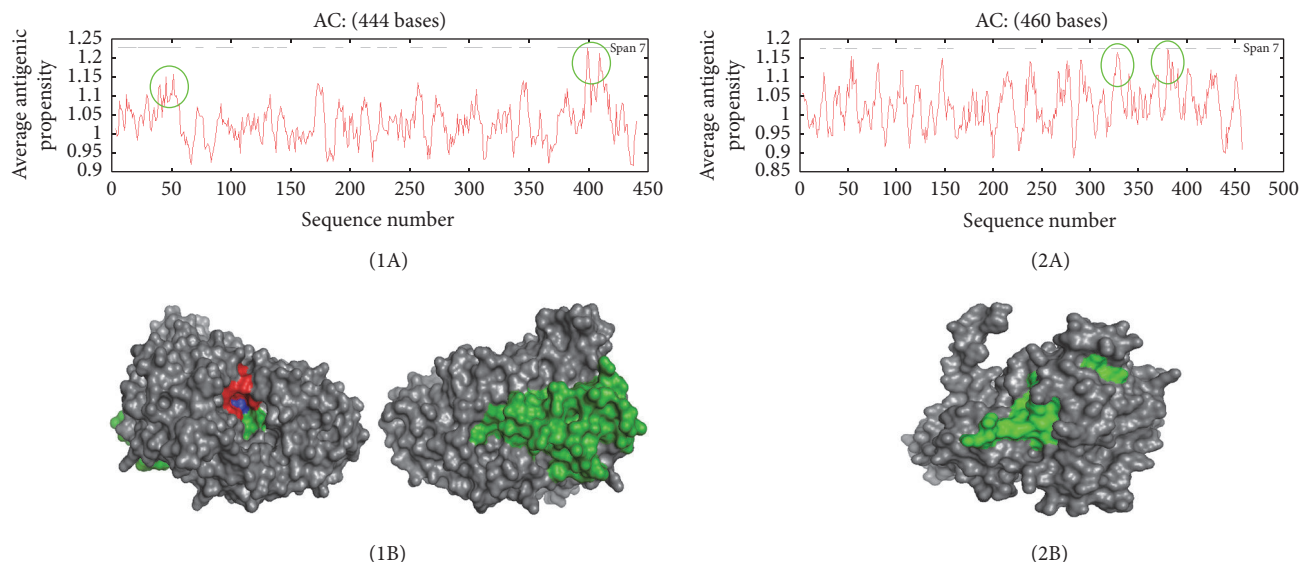 AC: (444 bases)
Average antigenic
propensity
1.25
1.2
1.15
1.1
1.05
1
0.95
0.9
Span 7
0 50 100 150 200 250 300 350 400 450
Sequence number
(1A)
AC: (460 bases)
Average antigenic
propensity
1.2
1.15
1.1
1.05
1
0.95
0.9
0.85
Span 7
0 50 100 150 200 250 300 350 400 450 500
Sequence number
(2A)
(1B)
(2B)